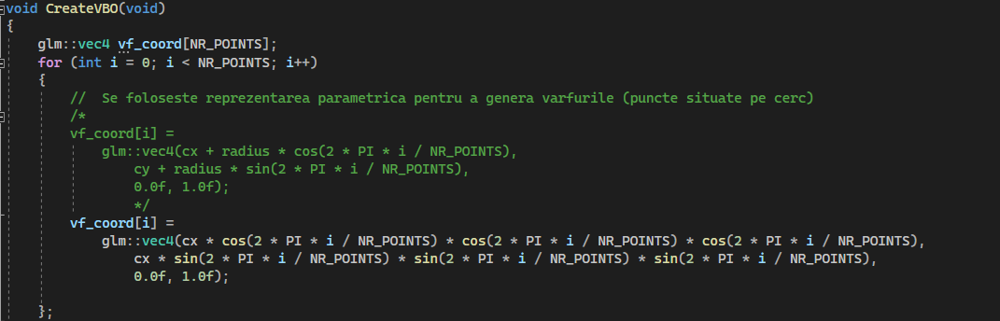 void CreateVBO(void)
{
    glm::vec4 vf_coord[NR_POINTS];
    for (int i = 0; i < NR_POINTS; i++)
    {
        //  Se foloseste reprezentarea parametrica pentru a genera varfurile (puncte situate pe cerc)
        /*
        vf_coord[i] =
            glm::vec4(cx + radius * cos(2 * PI * i / NR_POINTS),
                cy + radius * sin(2 * PI * i / NR_POINTS),
                0.0f, 1.0f);
                */
        vf_coord[i] =
            glm::vec4(cx * cos(2 * PI * i / NR_POINTS) * cos(2 * PI * i / NR_POINTS) * cos(2 * PI * i / NR_POINTS),
                cx * sin(2 * PI * i / NR_POINTS) * sin(2 * PI * i / NR_POINTS) * sin(2 * PI * i / NR_POINTS),
                0.0f, 1.0f);
    };